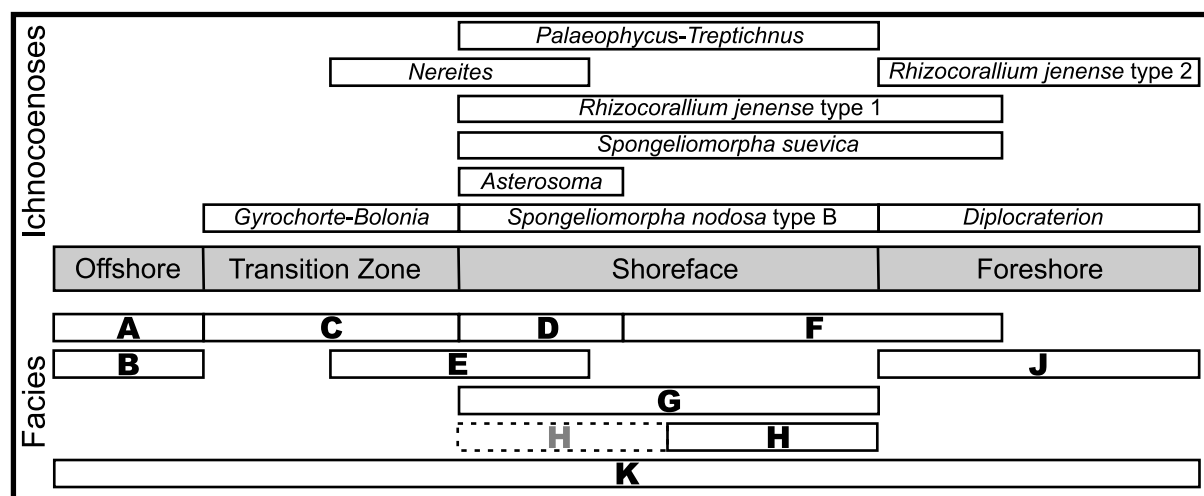 Ichnocoenoses
Palaeophycus-Treptichnus
Nereites
Rhizocorallium jenense type 2
Rhizocorallium jenense type 1
Spongeliomorpha suevica
Asterosoma
Gyrochorte-Bolonia
Spongeliomorpha nodosa type B
Diplocraterion
Offshore
Transition Zone
Shoreface
Foreshore
Facies
A
C
D
F
B
E
J
G
H
H
K